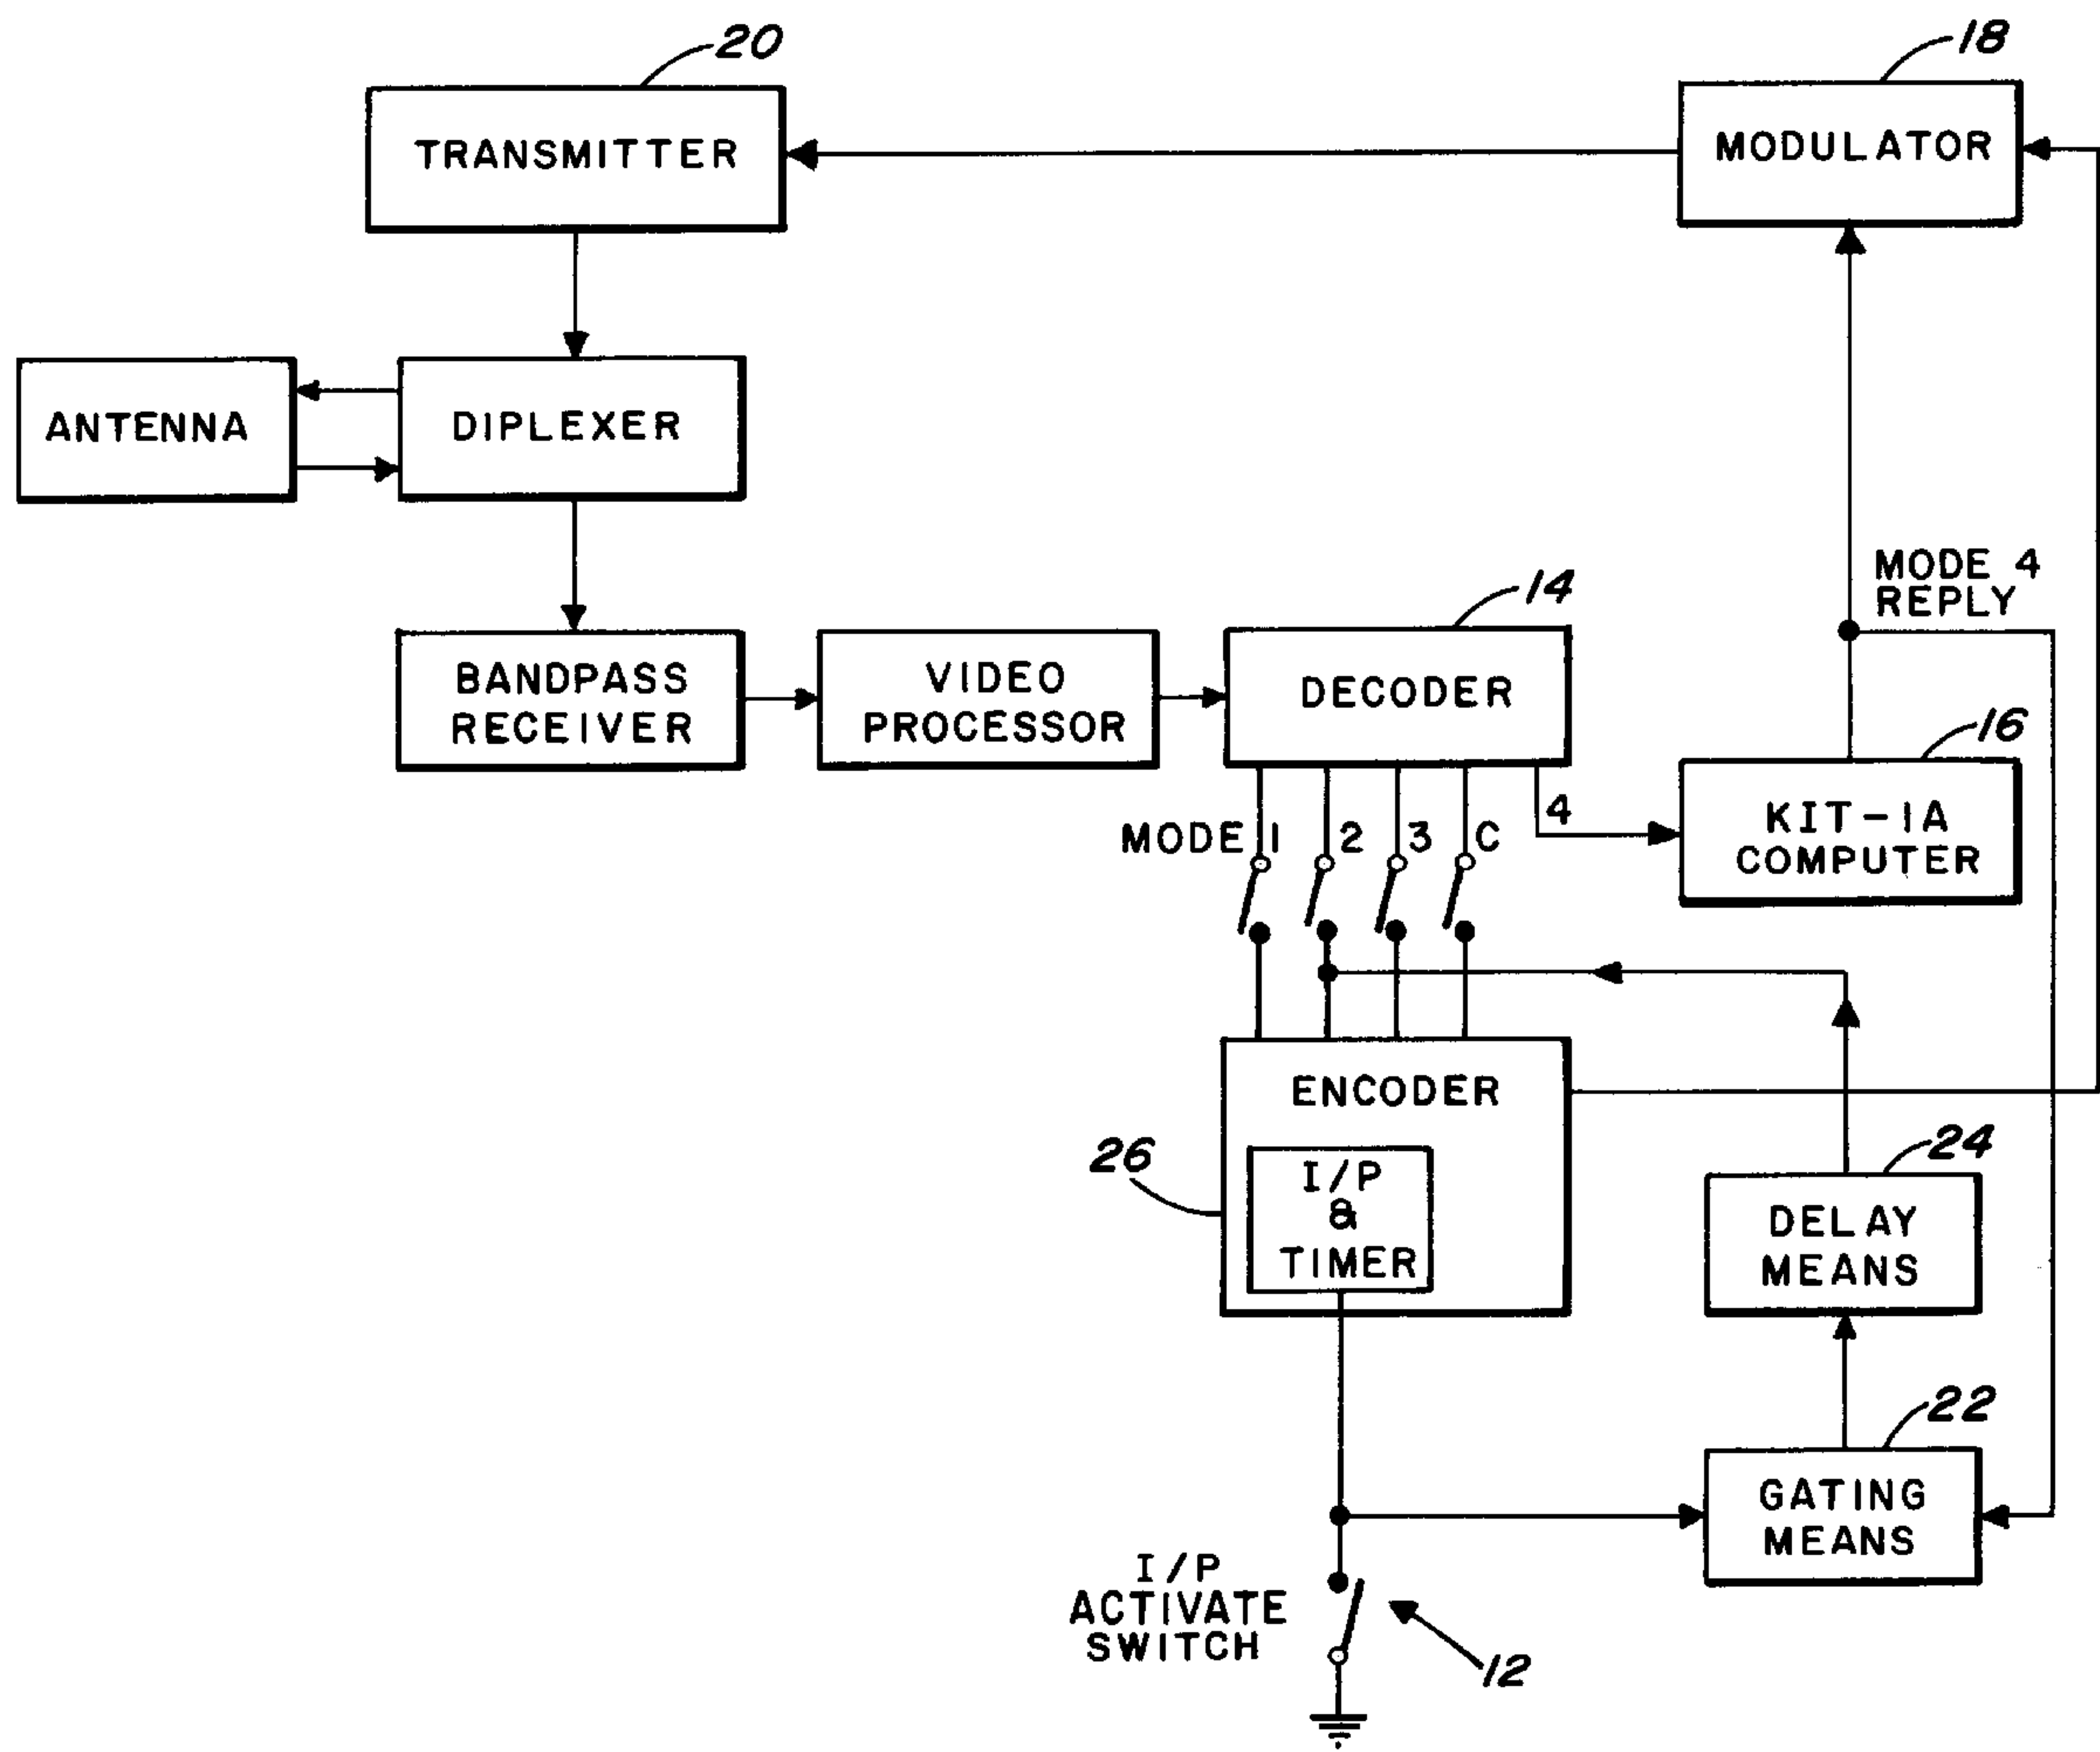 20
18
TRANSMITTER
MODULATOR
ANTENNA
DIPLEXER
MODE 4
REPLY
14
BANDPASS
RECEIVER
VIDEO
PROCESSOR
DECODER
16
KIT-1A
COMPUTER
MODE 1 2 3 C 4
ENCODER
26
I/P
&
TIMER
24
DELAY
MEANS
22
GATING
MEANS
I/P
ACTIVATE
SWITCH
12